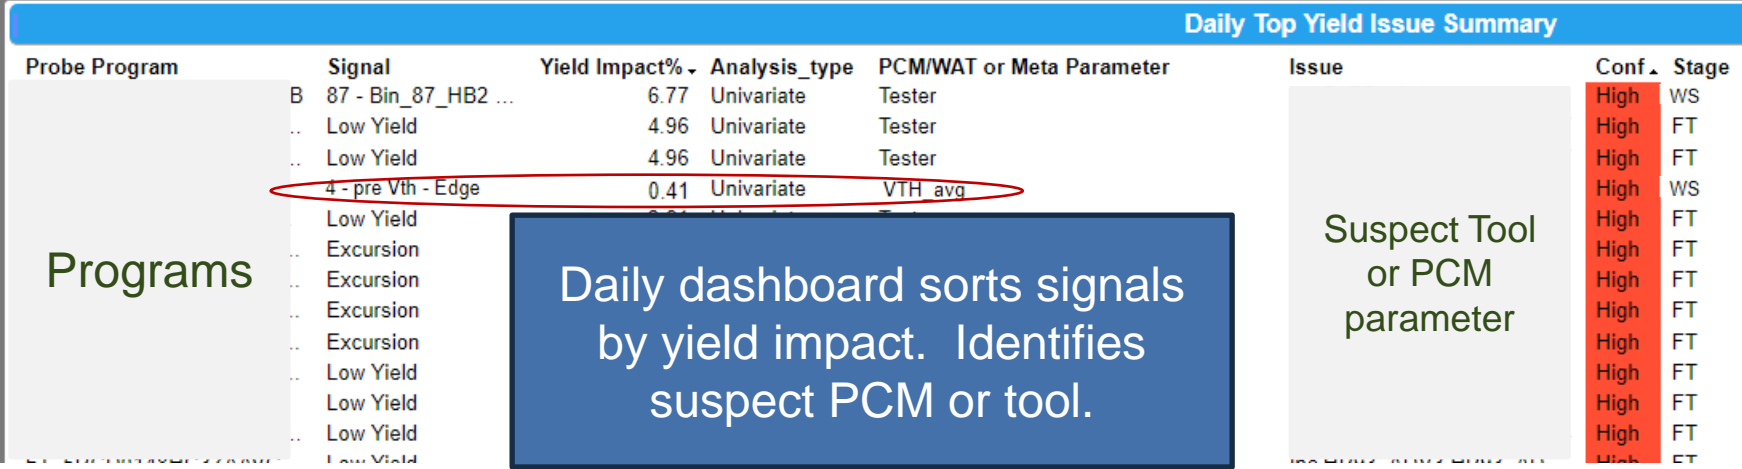 Daily Top Yield Issue Summary
Probe Program Signal Yield Impact% Analysis_type PCM/WAT or Meta Parameter Issue Conf Stage
B 87 - Bin_87_HB2 ... 6.77 Univariate Tester High WS
.. Low Yield 4.96 Univariate Tester High FT
.. Low Yield 4.96 Univariate Tester High FT
4 - pre Vth - Edge 0.41 Univariate VTH_avg High WS
Low Yield High FT
.. Excursion High FT
.. Excursion High FT
.. Excursion High FT
.. Excursion High FT
.. Low Yield High FT
.. Low Yield High FT
.. Low Yield High FT
Low Yield High FT
Programs
Daily dashboard sorts signals
by yield impact. Identifies
suspect PCM or tool.
Suspect Tool
or PCM
parameter